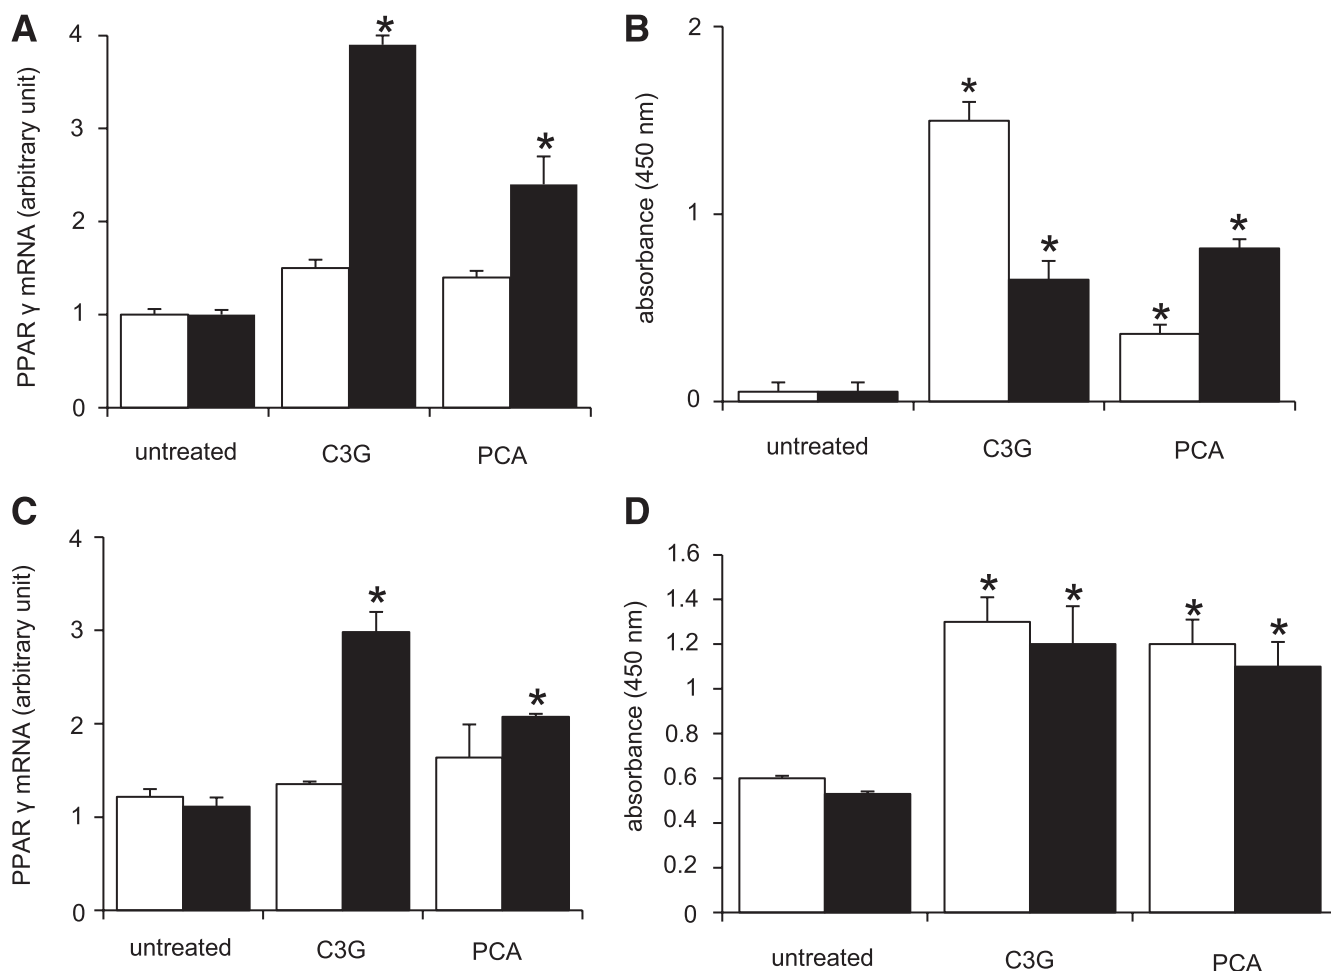 A
PPAR γ mRNA (arbitrary unit)
4
3
2
1
0
*
*
untreated
C3G
PCA
B
absorbance (450 nm)
2
1
0
*
*
*
*
untreated
C3G
PCA
C
PPAR γ mRNA (arbitrary unit)
4
3
2
1
0
*
*
untreated
C3G
PCA
D
absorbance (450 nm)
1.6
1.4
1.2
1
0.8
0.6
0.4
0.2
0
*
*
*
*
untreated
C3G
PCA